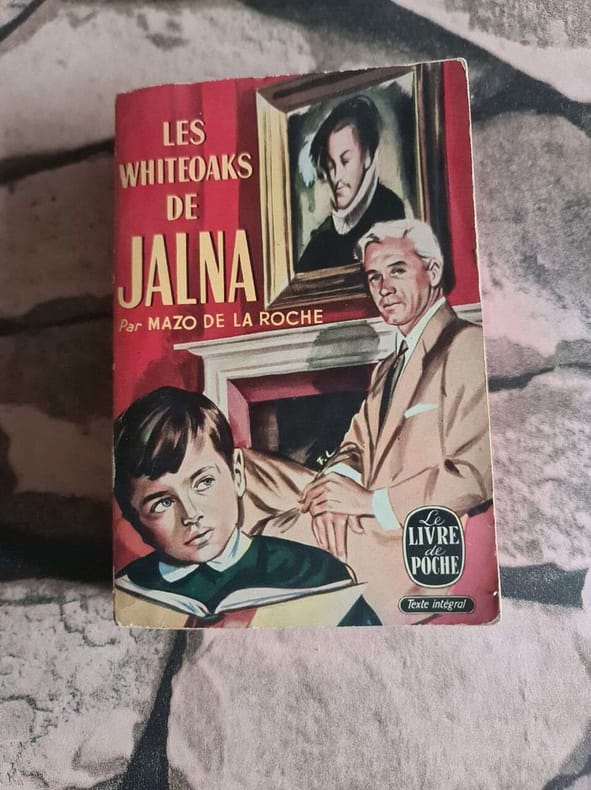 LES
WHITEOAKS
DE
JALNA
Par MAZO DE LA ROCHE
Le
LIVRE
de
POCHE
Texte intégral